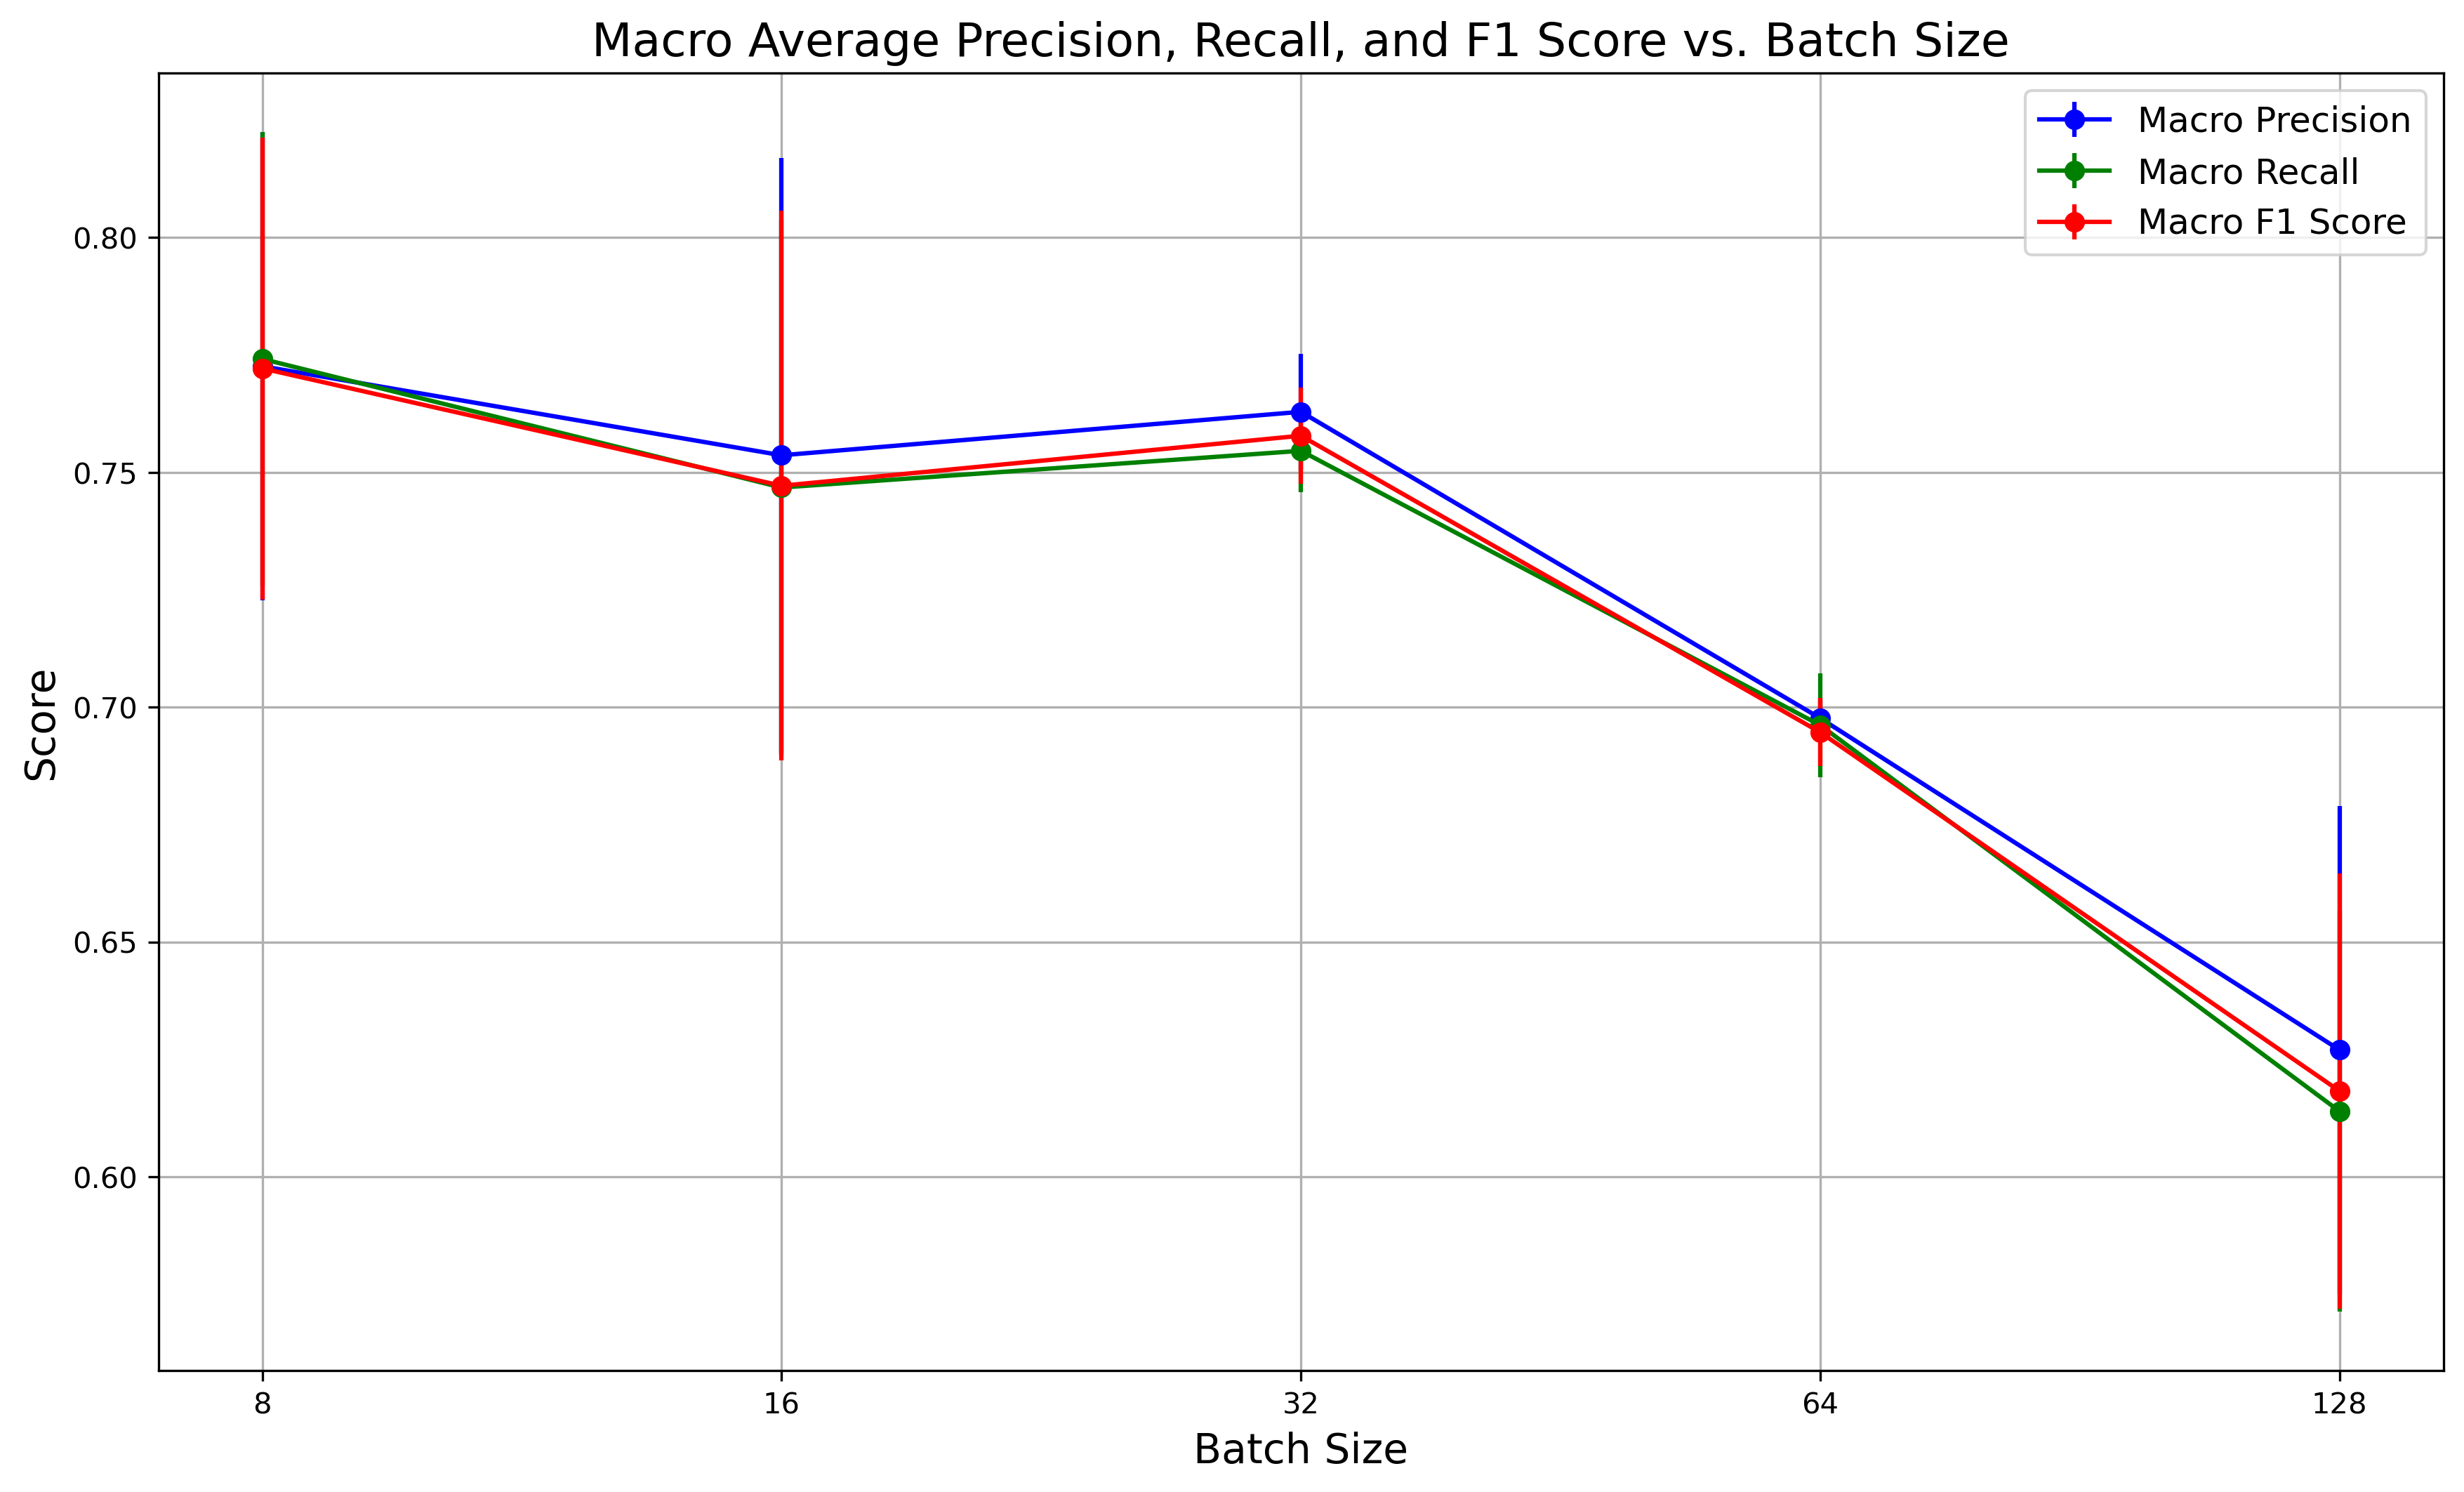 Macro Average Precision, Recall, and F1 Score vs. Batch Size
Macro Precision
Macro Recall
Macro F1 Score
Score
0.80
0.75
0.70
0.65
0.60
8
16
32
64
128
Batch Size